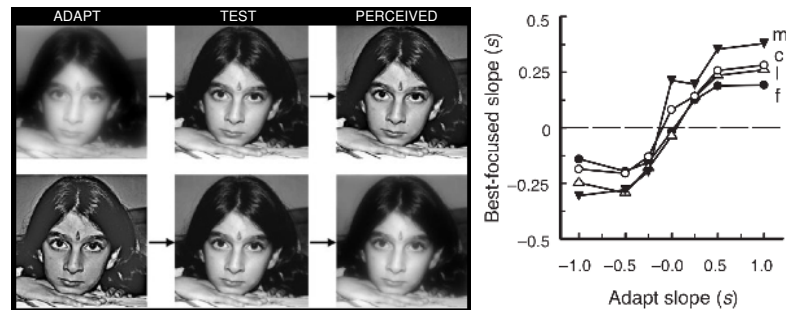 ADAPT TEST PERCEIVED
Best-focused slope (s)
0.5
0.25
0
−0.25
−0.5
m
c
l
f
−1.0 −0.5 −0.0 0.5 1.0
Adapt slope (s)